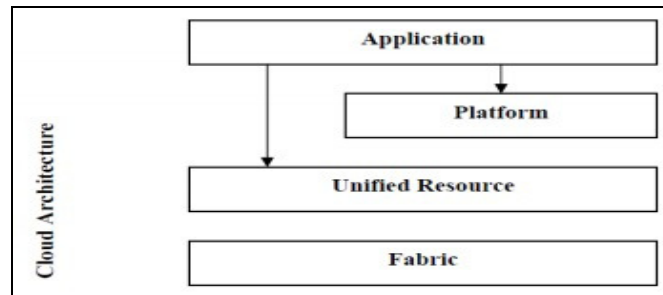 Application
Platform
Unified Resource
Fabric
Cloud Architecture